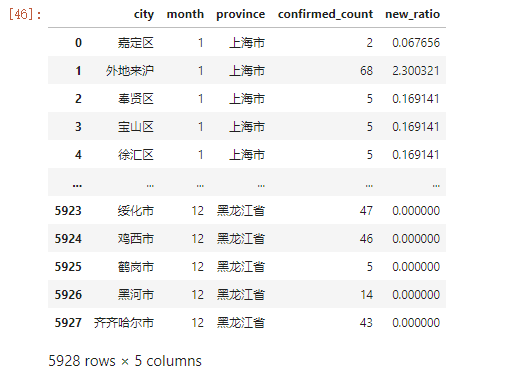 [46]:
city month province confirmed_count new_ratio
0 嘉定区 1 上海市 2 0.067656
1 外地来沪 1 上海市 68 2.300321
2 奉贤区 1 上海市 5 0.169141
3 宝山区 1 上海市 5 0.169141
4 徐汇区 1 上海市 5 0.169141
... ... ... ... ... ...
5923 绥化市 12 黑龙江省 47 0.000000
5924 鸡西市 12 黑龙江省 46 0.000000
5925 鹤岗市 12 黑龙江省 5 0.000000
5926 黑河市 12 黑龙江省 14 0.000000
5927 齐齐哈尔市 12 黑龙江省 43 0.000000
5928 rows × 5 columns